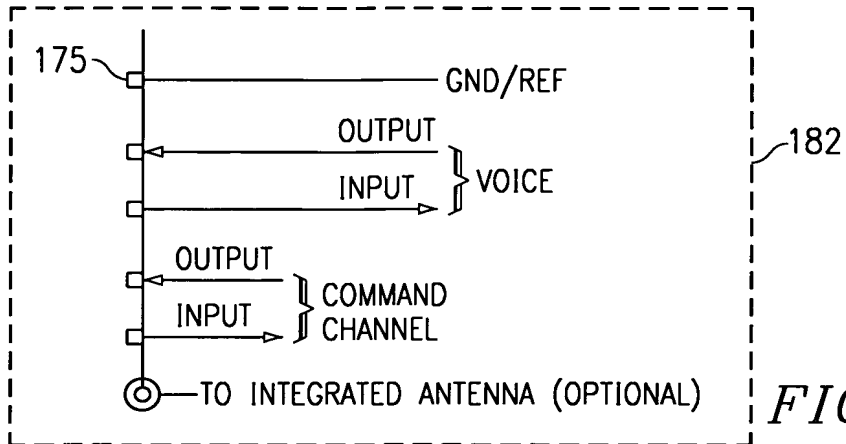 175
GND/REF
OUTPUT
182
INPUT
VOICE
OUTPUT
INPUT
COMMAND
CHANNEL
TO INTEGRATED ANTENNA (OPTIONAL)